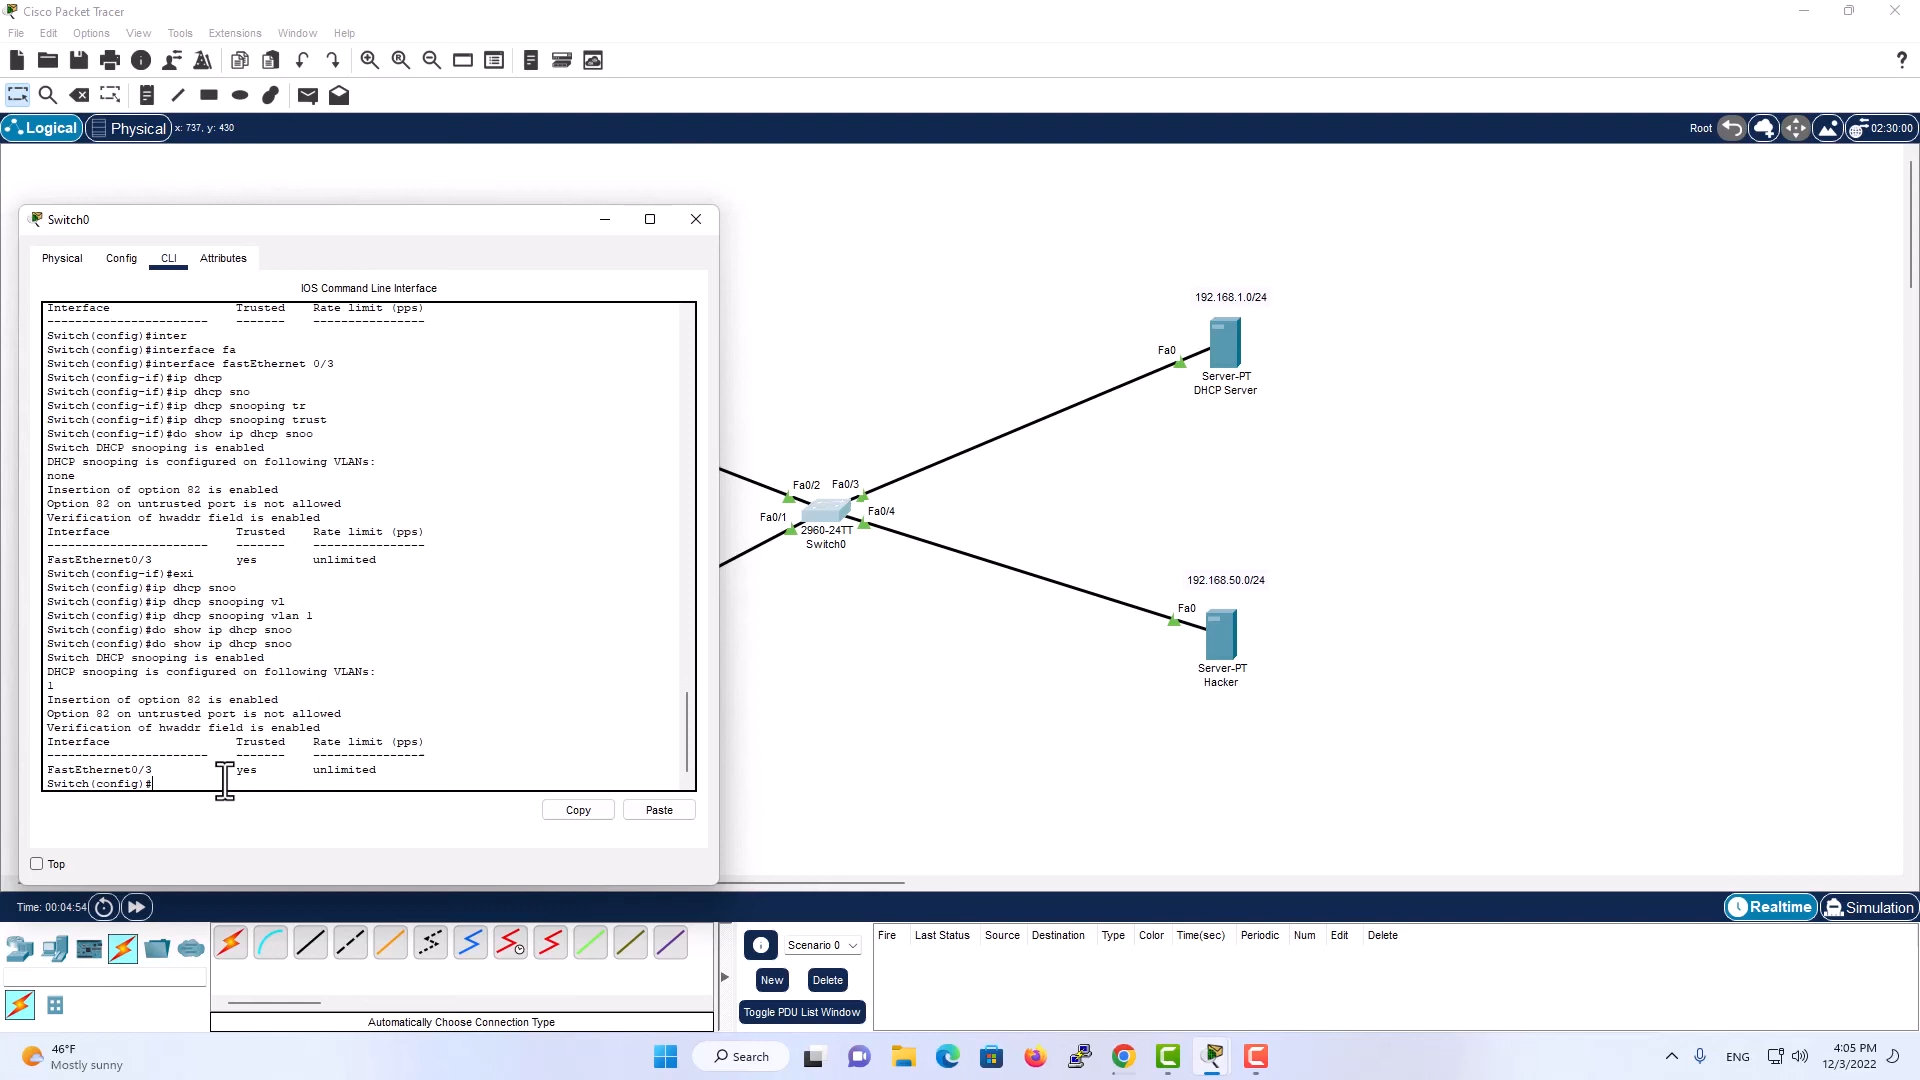 Cisco Packet Tracer
File Edit Options View Tools Extensions Window Help
Logical Physical x: 737, y: 430 Root 02:30:00
Switch0
Physical Config CLI Attributes
IOS Command Line Interface
Interface Trusted Rate limit (pps)
----------------------- ------- ----------------
Switch(config)#inter
Switch(config)#interface fa
Switch(config)#interface fastEthernet 0/3
Switch(config-if)#ip dhcp
Switch(config-if)#ip dhcp sno
Switch(config-if)#ip dhcp snooping tr
Switch(config-if)#ip dhcp snooping trust
Switch(config-if)#do show ip dhcp snoo
Switch DHCP snooping is enabled
DHCP snooping is configured on following VLANs:
none
Insertion of option 82 is enabled
Option 82 on untrusted port is not allowed
Verification of hwaddr field is enabled
Interface Trusted Rate limit (pps)
----------------------- ------- ----------------
FastEthernet0/3 yes unlimited
Switch(config-if)#exi
Switch(config)#ip dhcp snoo
Switch(config)#ip dhcp snooping vl
Switch(config)#ip dhcp snooping vlan 1
Switch(config)#do show ip dhcp snoo
Switch(config)#do show ip dhcp snoo
Switch DHCP snooping is enabled
DHCP snooping is configured on following VLANs:
1
Insertion of option 82 is enabled
Option 82 on untrusted port is not allowed
Verification of hwaddr field is enabled
Interface Trusted Rate limit (pps)
----------------------- ------- ----------------
FastEthernet0/3 yes unlimited
Switch(config)#
Copy Paste
Top
192.168.1.0/24
Fa0
Server-PT
DHCP Server
Fa0/2 Fa0/3
Fa0/1 Fa0/4
2960-24TT
Switch0
192.168.50.0/24
Fa0
Server-PT
Hacker
Time: 00:04:54 Realtime Simulation
Scenario 0
New Delete
Toggle PDU List Window
Fire Last Status Source Destination Type Color Time(sec) Periodic Num Edit Delete
Automatically Choose Connection Type
46°F
Mostly sunny
Search
ENG
4:05 PM
12/3/2022